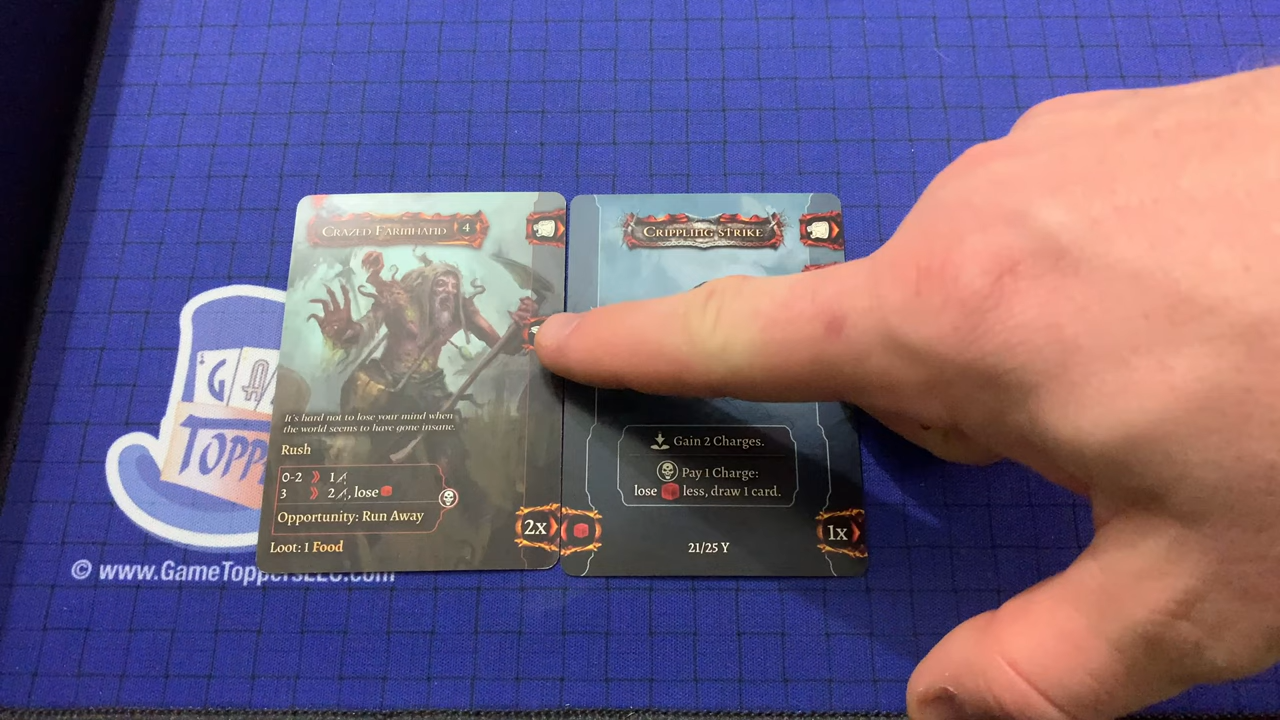 Crazed Farmhand 4
It's hard not to lose your mind when
the world seems to have gone insane.
Rush
0-2 1
3 2 , lose
Opportunity: Run Away
Loot: 1 Food
2x
Crippling Strike
Gain 2 Charges.
Pay 1 Charge:
lose less, draw 1 card.
21/25 Y
1x
GA
TOPP
© www.GameToppersLLC.com